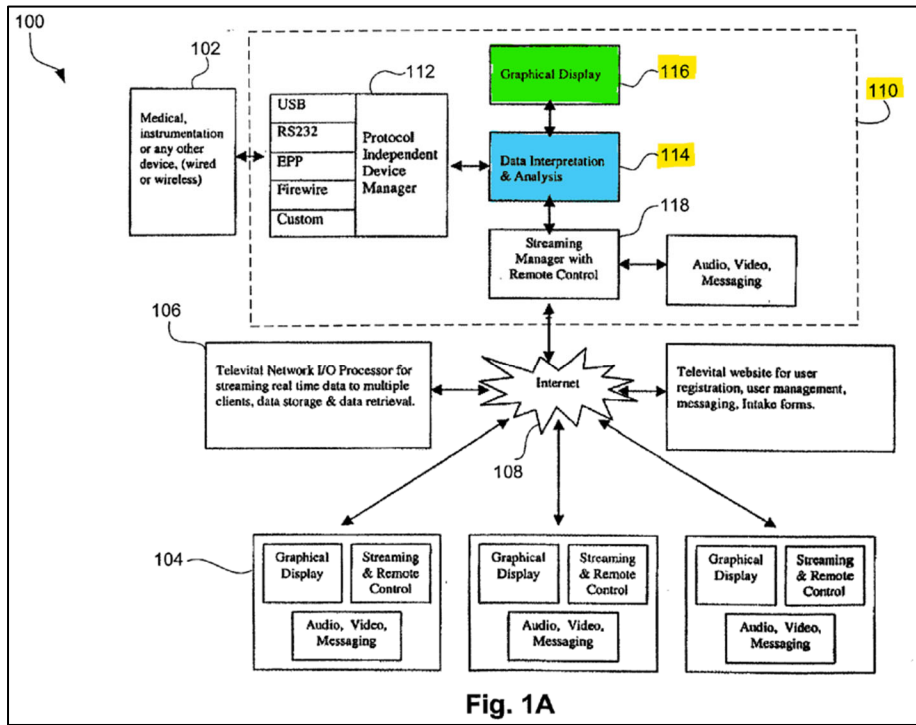 100
102
Medical,
instrumentation
or any other
device, (wired
or wireless)
112
USB
RS232
EPP
Firewire
Custom
Protocol
Independent
Device
Manager
Graphical Display
116
110
Data Interpretation
& Analysis
114
118
Streaming
Manager with
Remote Control
Audio, Video,
Messaging
106
Televital Network I/O Processor for
streaming real time data to multiple
clients, data storage & data retrieval.
Internet
108
Televital website for user
registration, user management,
messaging, Intake forms.
104
Graphical
Display
Streaming
& Remote
Control
Audio, Video,
Messaging
Graphical
Display
Streaming
& Remote
Control
Audio, Video,
Messaging
Graphical
Display
Streaming
& Remote
Control
Audio, Video,
Messaging
Fig. 1A